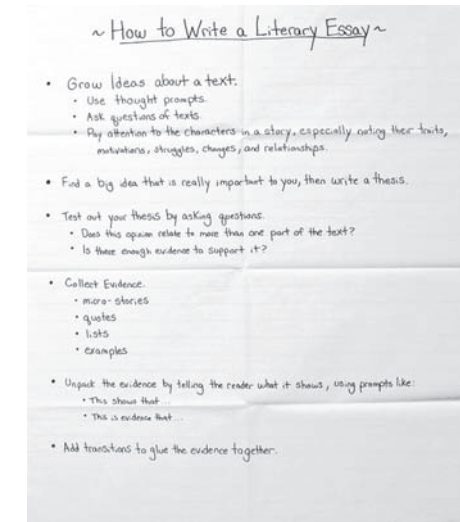 ~ How to Write a Literary Essay ~
• Grow Ideas about a text.
• Use thought prompts.
• Ask questions of texts
• Pay attention to the characters in a story, especially noting their traits,
motivations, struggles, changes, and relationships.
• Find a big idea that is really important to you, then write a thesis.
• Test out your thesis by asking questions.
• Does this opinion relate to more than one part of the text?
• Is there enough evidence to support it?
• Collect Evidence.
• micro-stories
• quotes
• lists
• examples
• Unpack the evidence by telling the reader what it shows, using prompts like:
• This shows that...
• This is evidence that...
• Add transitions to glue the evidence together.